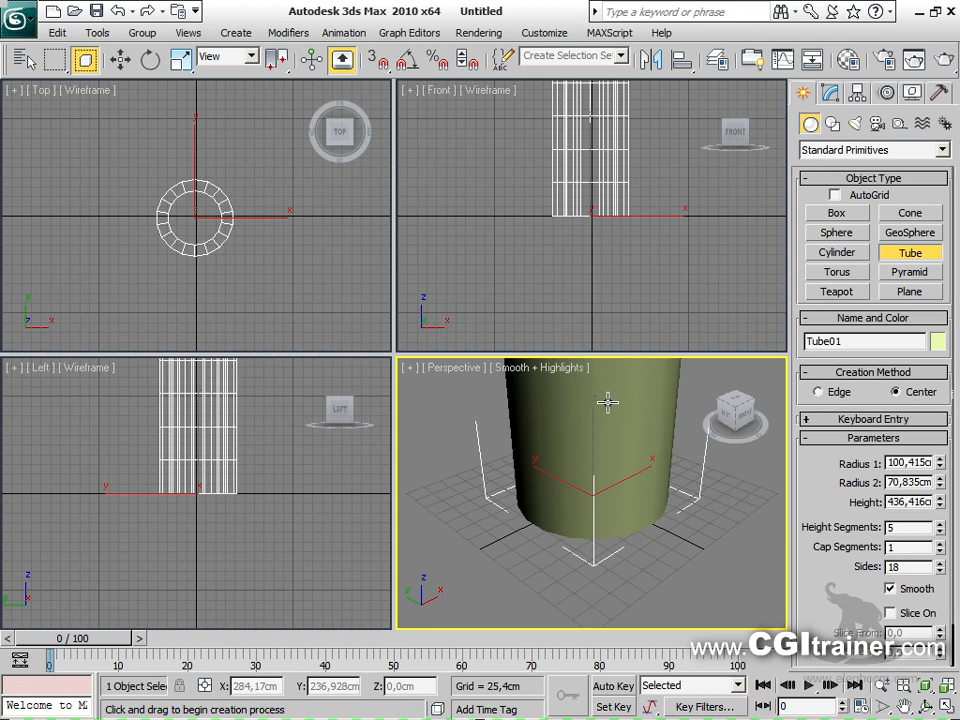 Autodesk 3ds Max 2010 x64 Untitled
Type a keyword or phrase
Edit Tools Group Views Create Modifiers Animation Graph Editors Rendering Customize MAXScript Help
View
3
Create Selection Se
ABC
[ + ] [ Top ] [ Wireframe ]
TOP
y
x
y
z
x
[ + ] [ Front ] [ Wireframe ]
FRONT
y
x
z
x
[ + ] [ Left ] [ Wireframe ]
LEFT
y
x
z
y
[ + ] [ Perspective ] [ Smooth + Highlights ]
y
x
z
y
x
Standard Primitives
- Object Type
AutoGrid
Box Cone
Sphere GeoSphere
Cylinder Tube
Torus Pyramid
Teapot Plane
- Name and Color
Tube01
- Creation Method
Edge Center
+ Keyboard Entry
- Parameters
Radius 1: 100,415c
Radius 2: 70,835cm
Height: 436,416c
Height Segments: 5
Cap Segments: 1
Sides: 18
Smooth
Slice On
Slice From: 0,0
www.CGItrainer.com
< 0 / 100 >
0 10 20 30 40 50 60 70 80 90 100
1 Object Sele X: 284,17cm Y: 236,928cm Z: 0,0cm Grid = 25,4cm Auto Key Selected
Welcome to M
Click and drag to begin creation process Add Time Tag Set Key Key Filters... 0